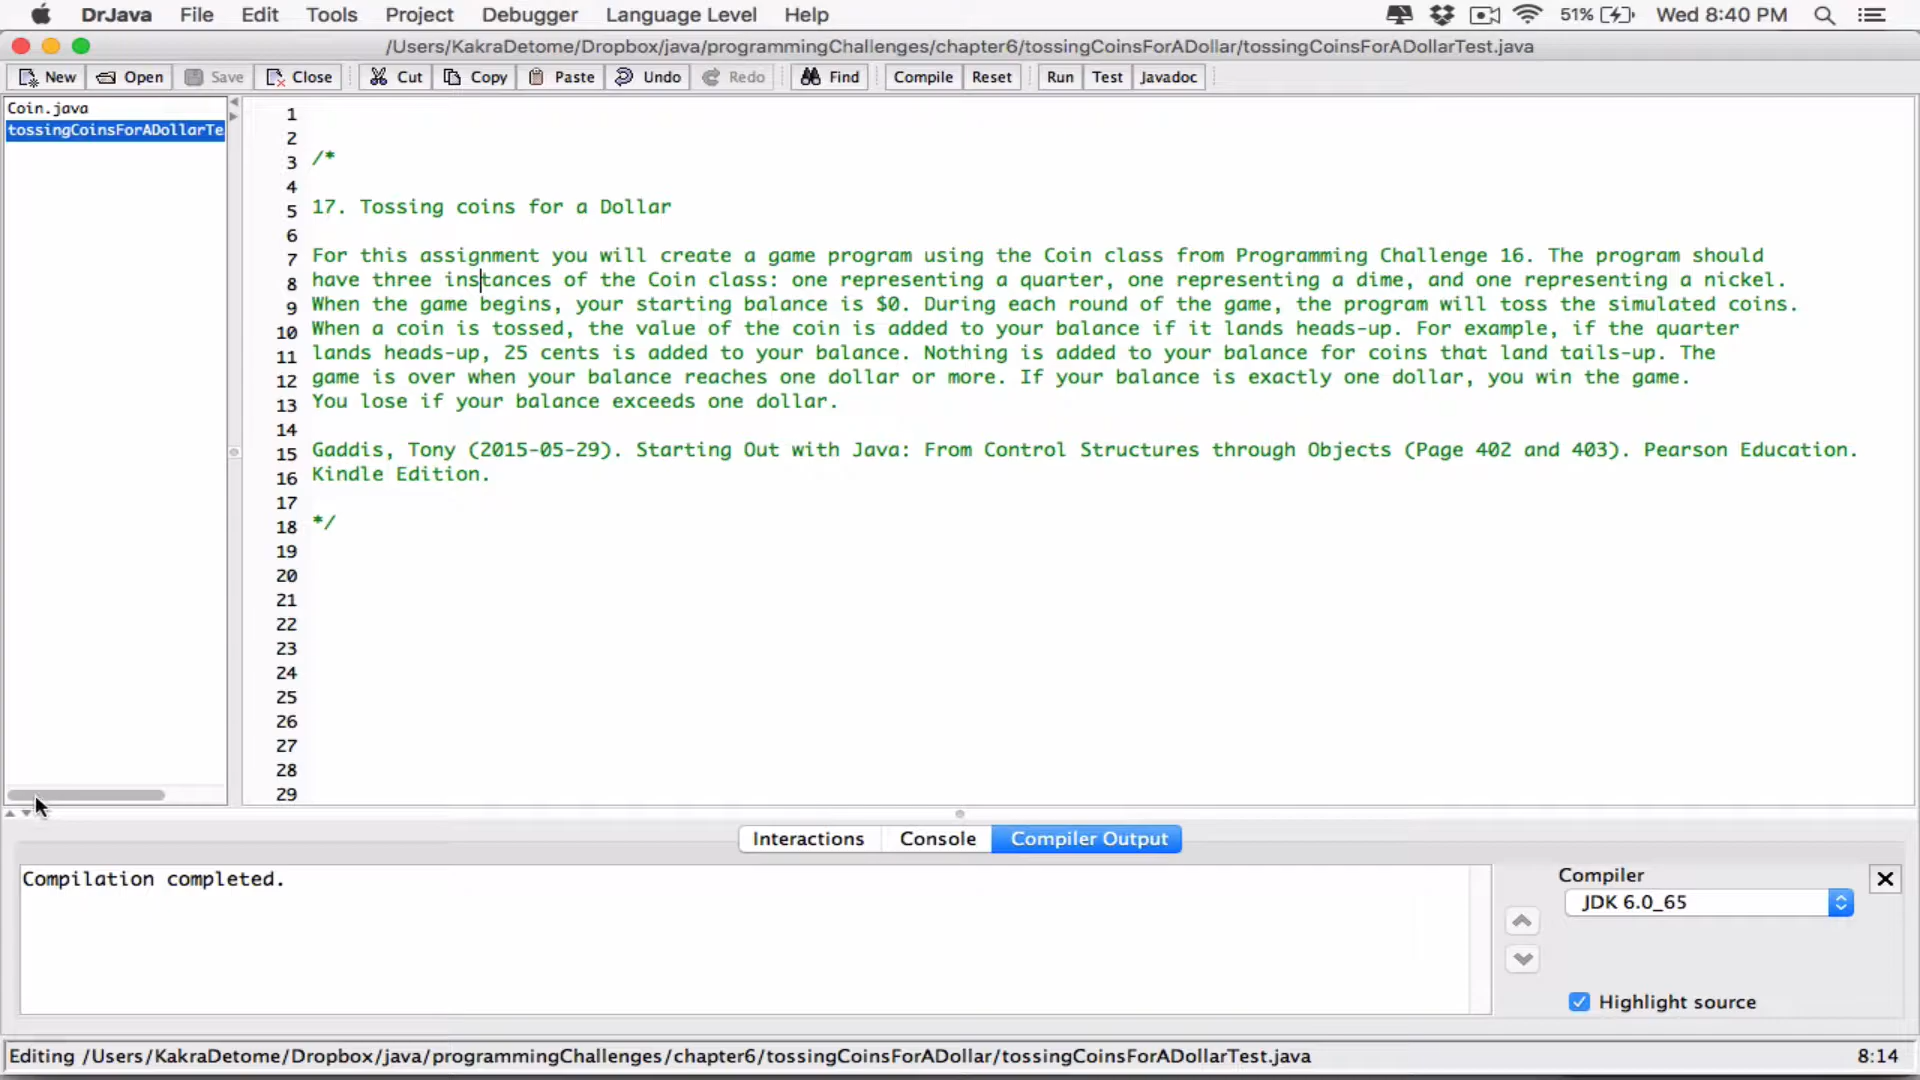 DrJava File Edit Tools Project Debugger Language Level Help 51% Wed 8:40 PM
/Users/KakraDetome/Dropbox/java/programmingChallenges/chapter6/tossingCoinsForADollar/tossingCoinsForADollarTest.java
New Open Save Close Cut Copy Paste Undo Redo Find Compile Reset Run Test Javadoc
Coin.java
tossingCoinsForADollarTe
1
2
3 /*
4
5 17. Tossing coins for a Dollar
6
7 For this assignment you will create a game program using the Coin class from Programming Challenge 16. The program should
8 have three instances of the Coin class: one representing a quarter, one representing a dime, and one representing a nickel.
9 When the game begins, your starting balance is $0. During each round of the game, the program will toss the simulated coins.
10 When a coin is tossed, the value of the coin is added to your balance if it lands heads-up. For example, if the quarter
11 lands heads-up, 25 cents is added to your balance. Nothing is added to your balance for coins that land tails-up. The
12 game is over when your balance reaches one dollar or more. If your balance is exactly one dollar, you win the game.
13 You lose if your balance exceeds one dollar.
14
15 Gaddis, Tony (2015-05-29). Starting Out with Java: From Control Structures through Objects (Page 402 and 403). Pearson Education.
16 Kindle Edition.
17
18 */
19
20
21
22
23
24
25
26
27
28
29
Interactions Console Compiler Output
Compilation completed.
Compiler
JDK 6.0_65
Highlight source
Editing /Users/KakraDetome/Dropbox/java/programmingChallenges/chapter6/tossingCoinsForADollar/tossingCoinsForADollarTest.java 8:14